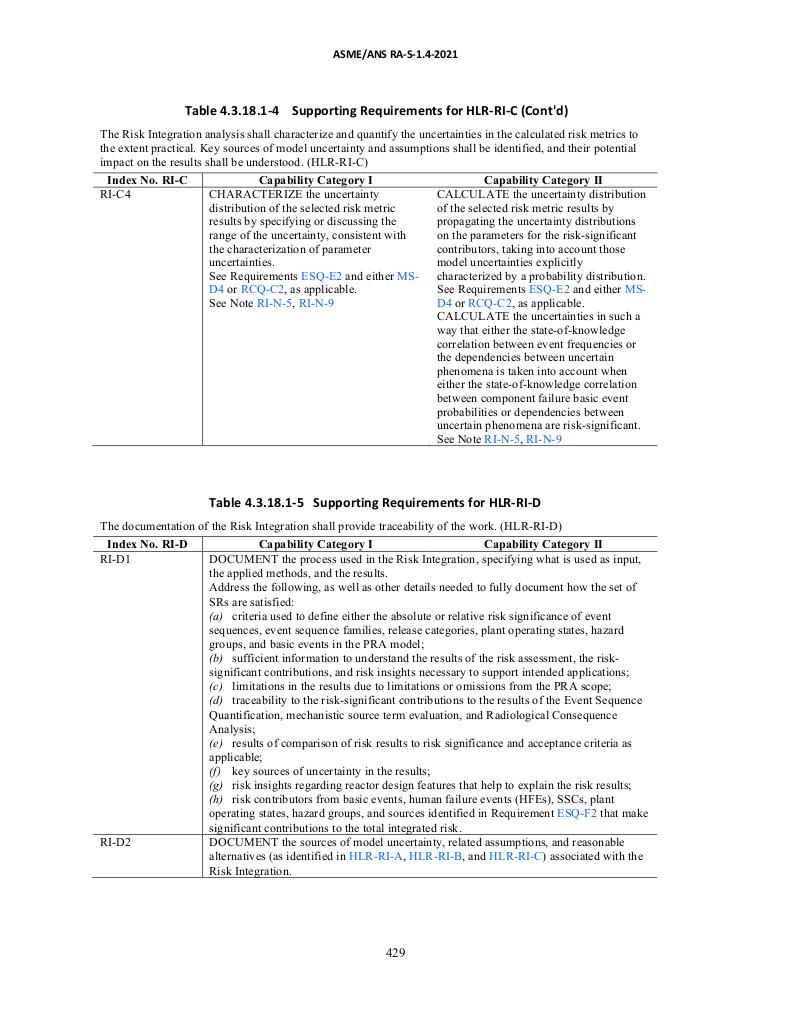 ASME/ANS RA-S-1.4-2021
Table 4.3.18.1-4 Supporting Requirements for HLR-RI-C (Cont'd)
The Risk Integration analysis shall characterize and quantify the uncertainties in the calculated risk metrics to
the extent practical. Key sources of model uncertainty and assumptions shall be identified, and their potential
impact on the results shall be understood. (HLR-RI-C)
Index No. RI-C Capability Category I Capability Category II
RI-C4
CHARACTERIZE the uncertainty
distribution of the selected risk metric
results by specifying or discussing the
range of the uncertainty, consistent with
the characterization of parameter
uncertainties.
See Requirements ESQ-E2 and either MS-
D4 or RCQ-C2, as applicable.
See Note RI-N-5, RI-N-9
CALCULATE the uncertainty distribution
of the selected risk metric results by
propagating the uncertainty distributions
on the parameters for the risk-significant
contributors, taking into account those
model uncertainties explicitly
characterized by a probability distribution.
See Requirements ESQ-E2 and either MS-
D4 or RCQ-C2, as applicable.
CALCULATE the uncertainties in such a
way that either the state-of-knowledge
correlation between event frequencies or
the dependencies between uncertain
phenomena is taken into account when
either the state-of-knowledge correlation
between component failure basic event
probabilities or dependencies between
uncertain phenomena are risk-significant.
See Note RI-N-5, RI-N-9
Table 4.3.18.1-5 Supporting Requirements for HLR-RI-D
The documentation of the Risk Integration shall provide traceability of the work. (HLR-RI-D)
Index No. RI-D Capability Category I Capability Category II
RI-D1
DOCUMENT the process used in the Risk Integration, specifying what is used as input,
the applied methods, and the results.
Address the following, as well as other details needed to fully document how the set of
SRs are satisfied:
(a) criteria used to define either the absolute or relative risk significance of event
sequences, event sequence families, release categories, plant operating states, hazard
groups, and basic events in the PRA model;
(b) sufficient information to understand the results of the risk assessment, the risk-
significant contributions, and risk insights necessary to support intended applications;
(c) limitations in the results due to limitations or omissions from the PRA scope;
(d) traceability to the risk-significant contributions to the results of the Event Sequence
Quantification, mechanistic source term evaluation, and Radiological Consequence
Analysis;
(e) results of comparison of risk results to risk significance and acceptance criteria as
applicable;
(f) key sources of uncertainty in the results;
(g) risk insights regarding reactor design features that help to explain the risk results;
(h) risk contributors from basic events, human failure events (HFEs), SSCs, plant
operating states, hazard groups, and sources identified in Requirement ESQ-F2 that make
significant contributions to the total integrated risk.
RI-D2
DOCUMENT the sources of model uncertainty, related assumptions, and reasonable
alternatives (as identified in HLR-RI-A, HLR-RI-B, and HLR-RI-C) associated with the
Risk Integration.
429